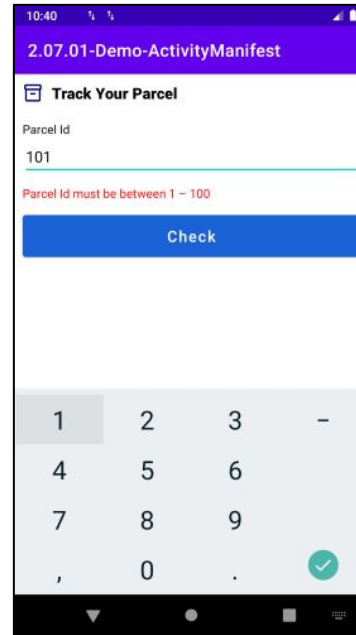 10:40
2.07.01-Demo-ActivityManifest
Track Your Parcel
Parcel Id
101
Parcel Id must be between 1 – 100
Check
1 2 3 –
4 5 6
7 8 9
, 0 .